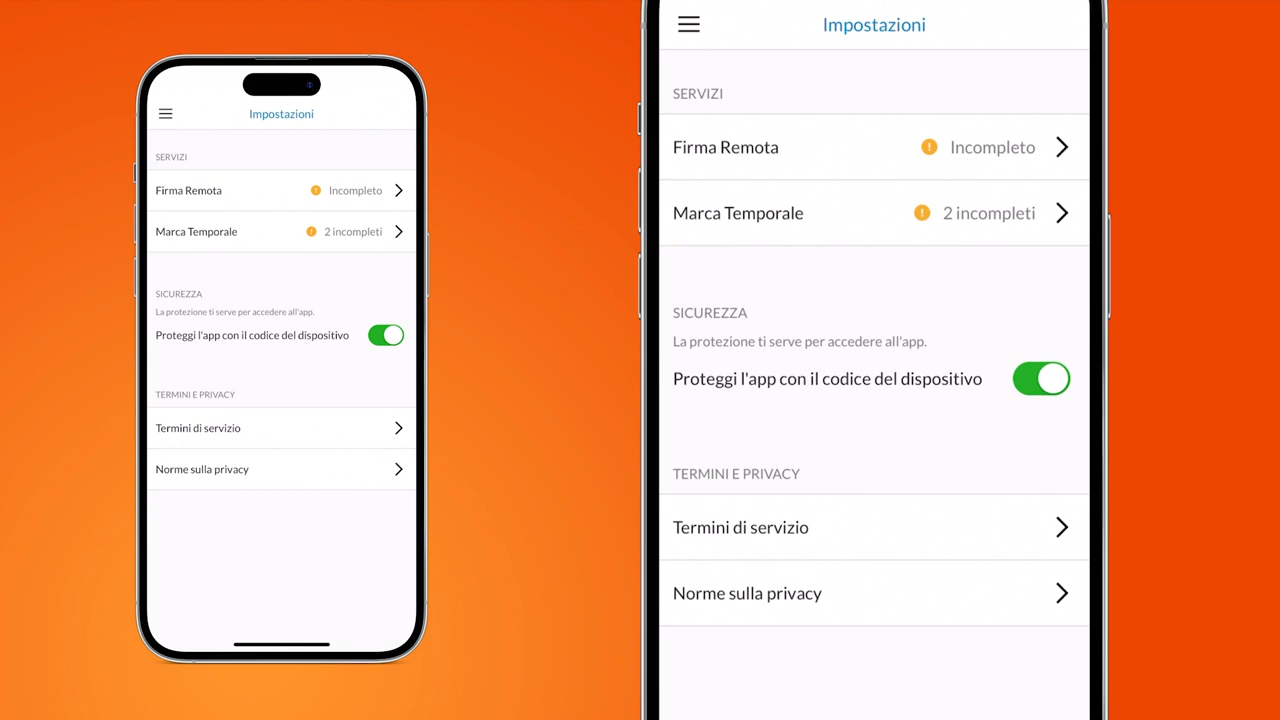 Impostazioni
SERVIZI
Firma Remota
Incompleto
Marca Temporale
2 incompleti
SICUREZZA
La protezione ti serve per accedere all'app.
Proteggi l'app con il codice del dispositivo
TERMINI E PRIVACY
Termini di servizio
Norme sulla privacy
Impostazioni
SERVIZI
Firma Remota
Incompleto
Marca Temporale
2 incompleti
SICUREZZA
La protezione ti serve per accedere all'app.
Proteggi l'app con il codice del dispositivo
TERMINI E PRIVACY
Termini di servizio
Norme sulla privacy